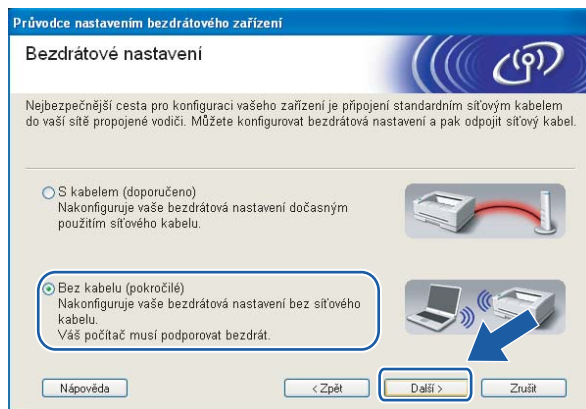 Průvodce nastavením bezdrátového zařízení
Bezdrátové nastavení
Nejbezpečnější cesta pro konfiguraci vašeho zařízení je připojení standardním síťovým kabelem
do vaší sítě propojené vodiči. Můžete konfigurovat bezdrátová nastavení a pak odpojit síťový kabel.
S kabelem (doporučeno)
Nakonfiguruje vaše bezdrátová nastavení dočasným
použitím síťového kabelu.
Bez kabelu (pokročilé)
Nakonfiguruje vaše bezdrátová nastavení bez síťového
kabelu.
Váš počítač musí podporovat bezdrát.
Nápověda
< Zpět
Další >
Zrušit